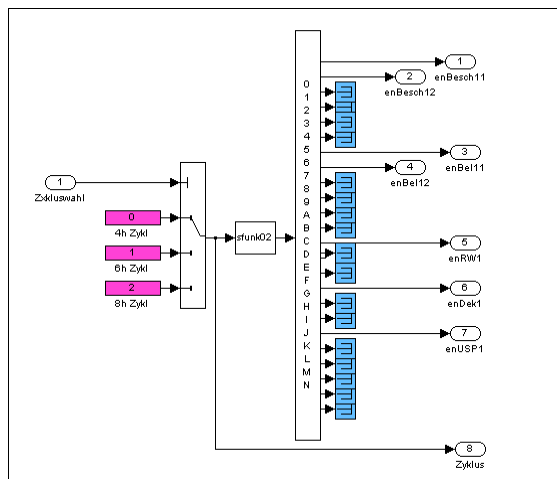 1
Zxkluswahl
0
4h Zykl
1
6h Zykl
2
8h Zykl
sfunk02
0
1
2
3
4
5
6
7
8
9
A
B
C
D
E
F
G
H
I
J
K
L
M
N
1
enBesch11
2
enBesch12
3
enBel11
4
enBel12
5
enRW1
6
enDek1
7
enUSP1
8
Zyklus